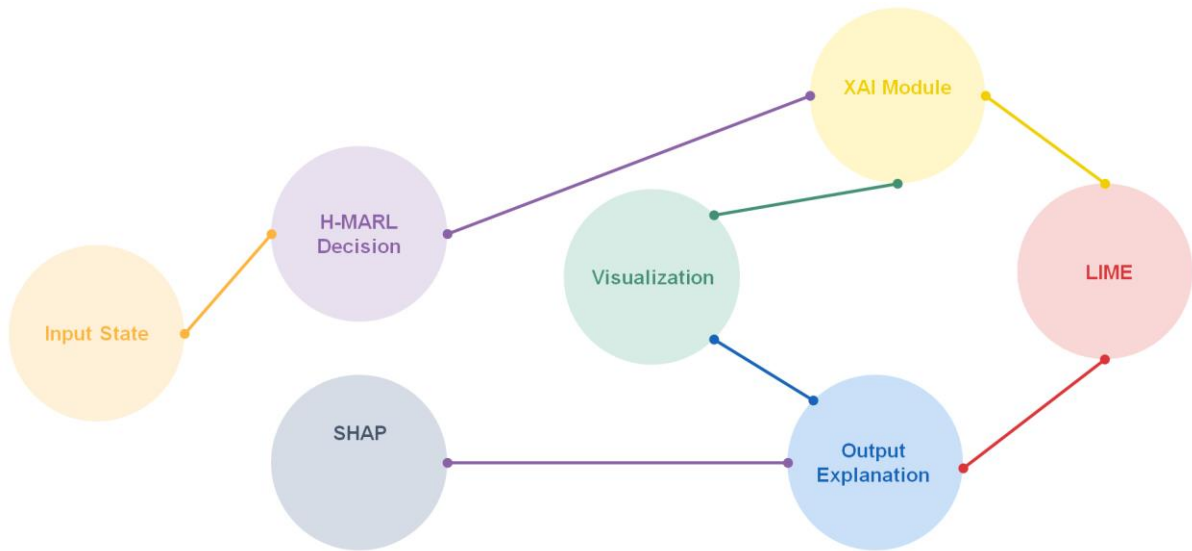 XAI Module
H-MARL
Decision
Visualization
LIME
Input State
SHAP
Output
Explanation